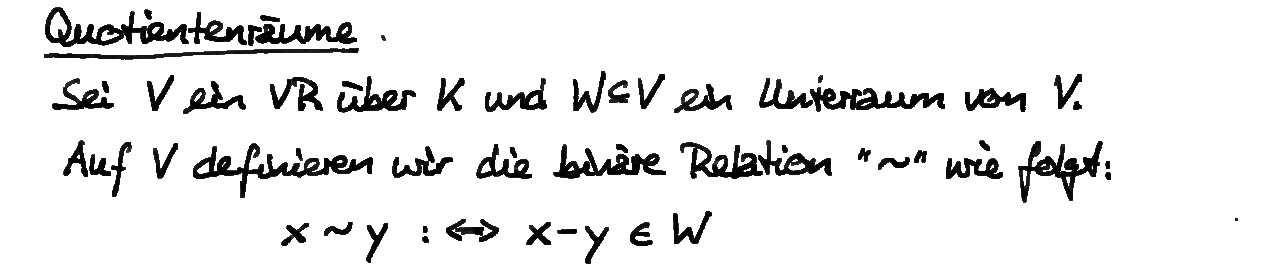 Quotientenräume.
Sei V ein VR über K und W⊆V ein Unterraum von V.
Auf V definieren wir die binäre Relation "~" wie folgt:
x ~ y :⇔ x-y ∈ W